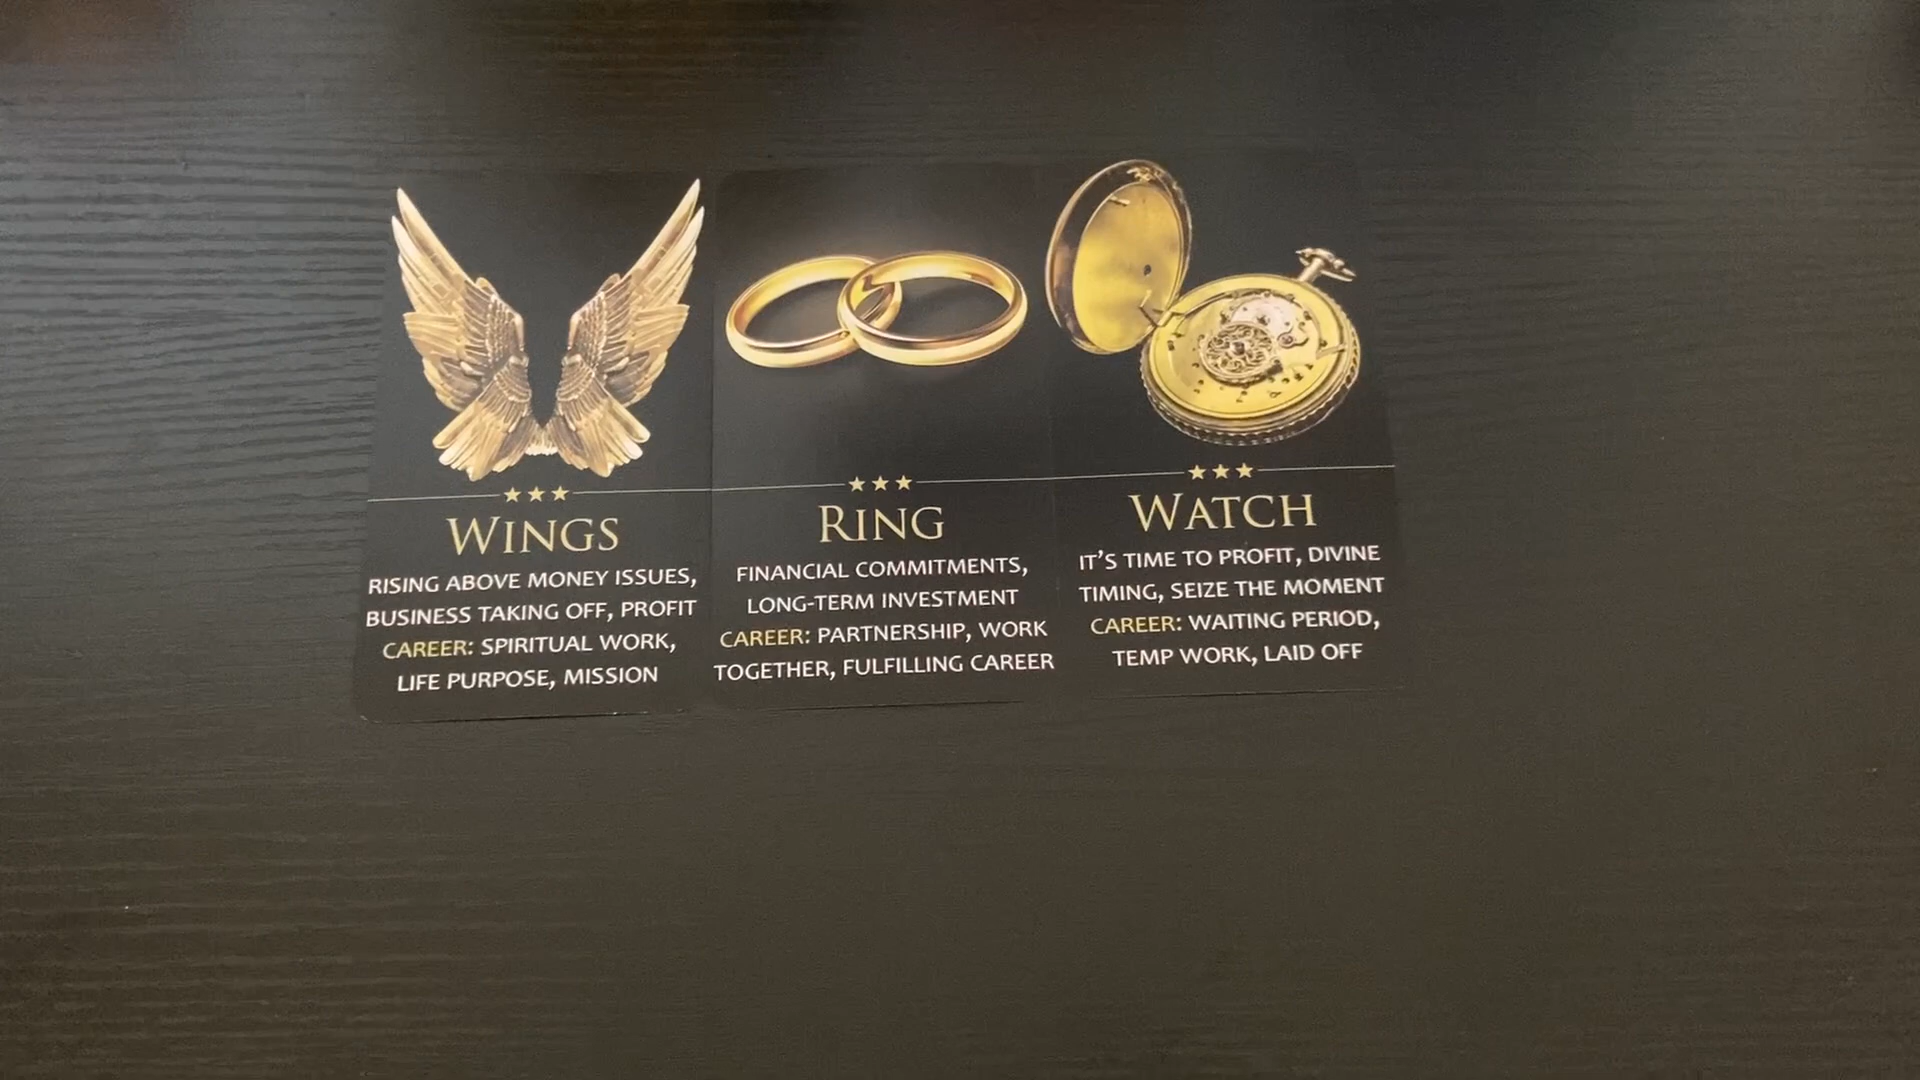 WINGS
RISING ABOVE MONEY ISSUES,
BUSINESS TAKING OFF, PROFIT
CAREER: SPIRITUAL WORK,
LIFE PURPOSE, MISSION
RING
FINANCIAL COMMITMENTS,
LONG-TERM INVESTMENT
CAREER: PARTNERSHIP, WORK
TOGETHER, FULFILLING CAREER
WATCH
IT'S TIME TO PROFIT, DIVINE
TIMING, SEIZE THE MOMENT
CAREER: WAITING PERIOD,
TEMP WORK, LAID OFF